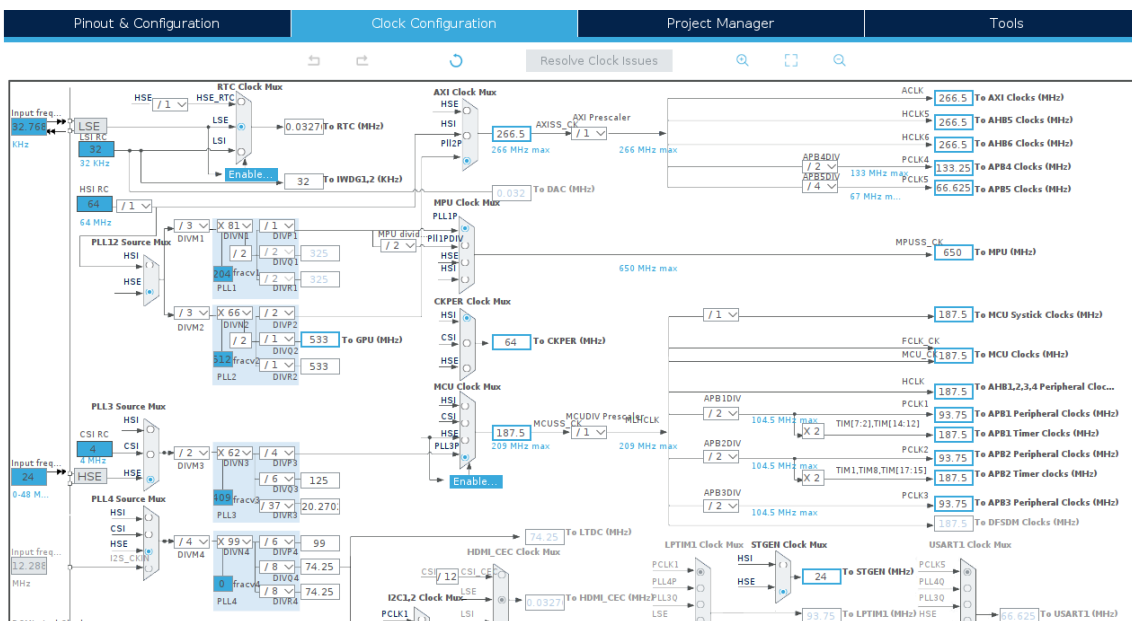 Pinout & Configuration
Clock Configuration
Project Manager
Tools
Resolve Clock Issues
RTC Clock Mux
HSE
/ 1
HSE_RTC
Input freq...
32.768
KHz
LSE
LSE
LSI RC
32
32 KHz
LSI
0.0327
To RTC (MHz)
Enable...
32
To IWDG1,2 (KHz)
0.032
To DAC (MHz)
HSI RC
64
64 MHz
/ 1
AXI Clock Mux
HSE
HSI
Pll2P
266.5
266 MHz max
AXISS_CK
AXI Prescaler
/ 1
266 MHz max
ACLK
266.5
To AXI Clocks (MHz)
HCLK5
266.5
To AHB5 Clocks (MHz)
HCLK6
266.5
To AHB6 Clocks (MHz)
APB4DIV
/ 2
133 MHz max
PCLK4
133.25
To APB4 Clocks (MHz)
APB5DIV
/ 4
67 MHz m...
PCLK5
66.625
To APB5 Clocks (MHz)
PLL12 Source Mux
HSI
HSE
/ 3
DIVM1
X 81
DIVN1
/ 1
DIVP1
/ 2
/ 2
DIVQ1
325
204
fracv1
/ 2
DIVR1
325
PLL1
MPU divid
/ 2
MPU Clock Mux
PLL1P
Pll1PDIV
HSE
HSI
650 MHz max
MPUSS_CK
650
To MPU (MHz)
/ 3
DIVM2
X 66
DIVN2
/ 2
DIVP2
/ 2
/ 1
DIVQ2
533
To GPU (MHz)
512
fracv2
/ 1
DIVR2
533
PLL2
CKPER Clock Mux
HSI
CSI
HSE
64
To CKPER (MHz)
MCU Clock Mux
HSI
CSI
HSE
PLL3P
Enable...
187.5
209 MHz max
MCUSS_CK
MCUDIV Prescaler
/ 1
MLHCLK
209 MHz max
/ 1
187.5
To MCU Systick Clocks (MHz)
FCLK_CK
MCU_CK
187.5
To MCU Clocks (MHz)
HCLK
187.5
To AHB1,2,3,4 Peripheral Cloc...
APB1DIV
/ 2
104.5 MHz max
PCLK1
93.75
To APB1 Peripheral Clocks (MHz)
X 2
TIM[7:2],TIM[14:12]
187.5
To APB1 Timer Clocks (MHz)
APB2DIV
/ 2
104.5 MHz max
PCLK2
93.75
To APB2 Peripheral Clocks (MHz)
X 2
TIM1,TIM8,TIM[17:15]
187.5
To APB2 Timer clocks (MHz)
APB3DIV
/ 2
104.5 MHz max
PCLK3
93.75
To APB3 Peripheral Clocks (MHz)
187.5
To DFSDM Clocks (MHz)
PLL3 Source Mux
HSI
CSI RC
4
4 MHz
CSI
Input freq...
24
0-48 M...
HSE
HSE
/ 2
DIVM3
X 62
DIVN3
/ 4
DIVP3
/ 6
DIVQ3
125
409
fracv3
/ 37
DIVR3
20.270
PLL3
PLL4 Source Mux
HSI
CSI
HSE
I2S_CKIN
Input freq...
12.288
MHz
/ 4
DIVM4
X 99
DIVN4
/ 6
DIVP4
99
/ 8
DIVQ4
74.25
0
fracv4
/ 8
DIVR4
74.25
PLL4
74.25
To LTDC (MHz)
HDMI_CEC Clock Mux
CSI
/ 12
CSI_CEC
LSE
LSI
0.0327
To HDMI_CEC (MHz)
I2C1,2 Clock Mux
PCLK1
LPTIM1 Clock Mux
PCLK1
PLL4P
PLL3Q
LSE
93.75
To LPTIM1 (MHz)
STGEN Clock Mux
HSI
HSE
24
To STGEN (MHz)
USART1 Clock Mux
PCLK5
PLL4Q
PLL3Q
HSE
66.625
To USART1 (MHz)